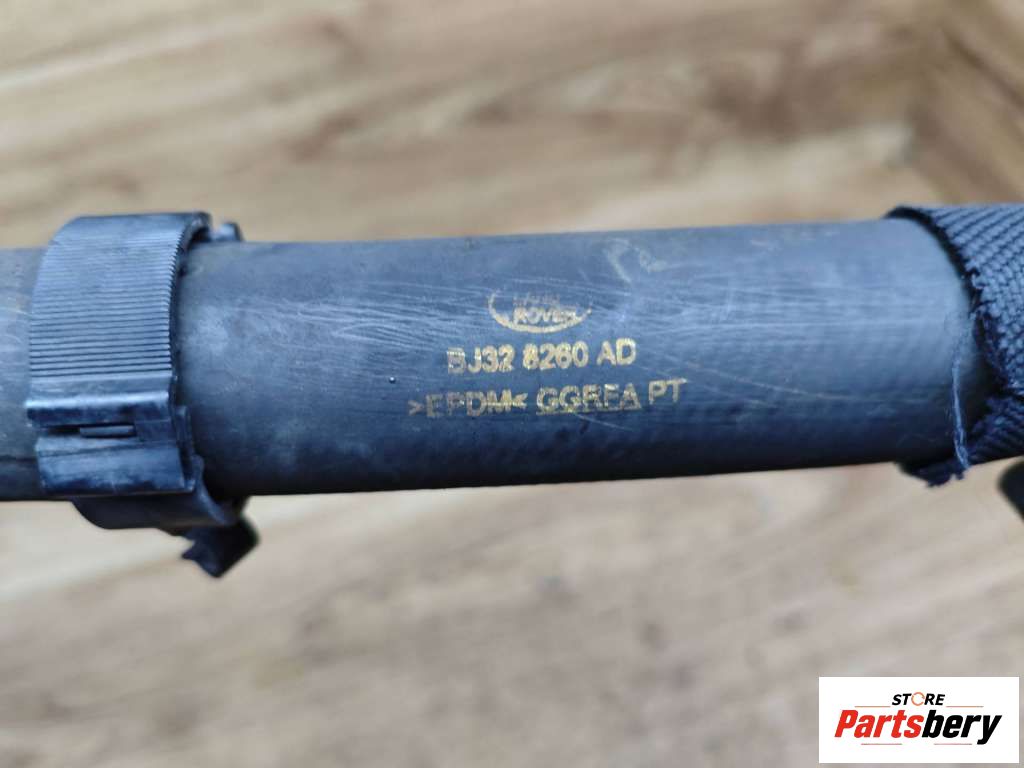 LAND
ROVER
BJ32 8260 AD
>EPDM< GGREA PT
STORE
Partsbery